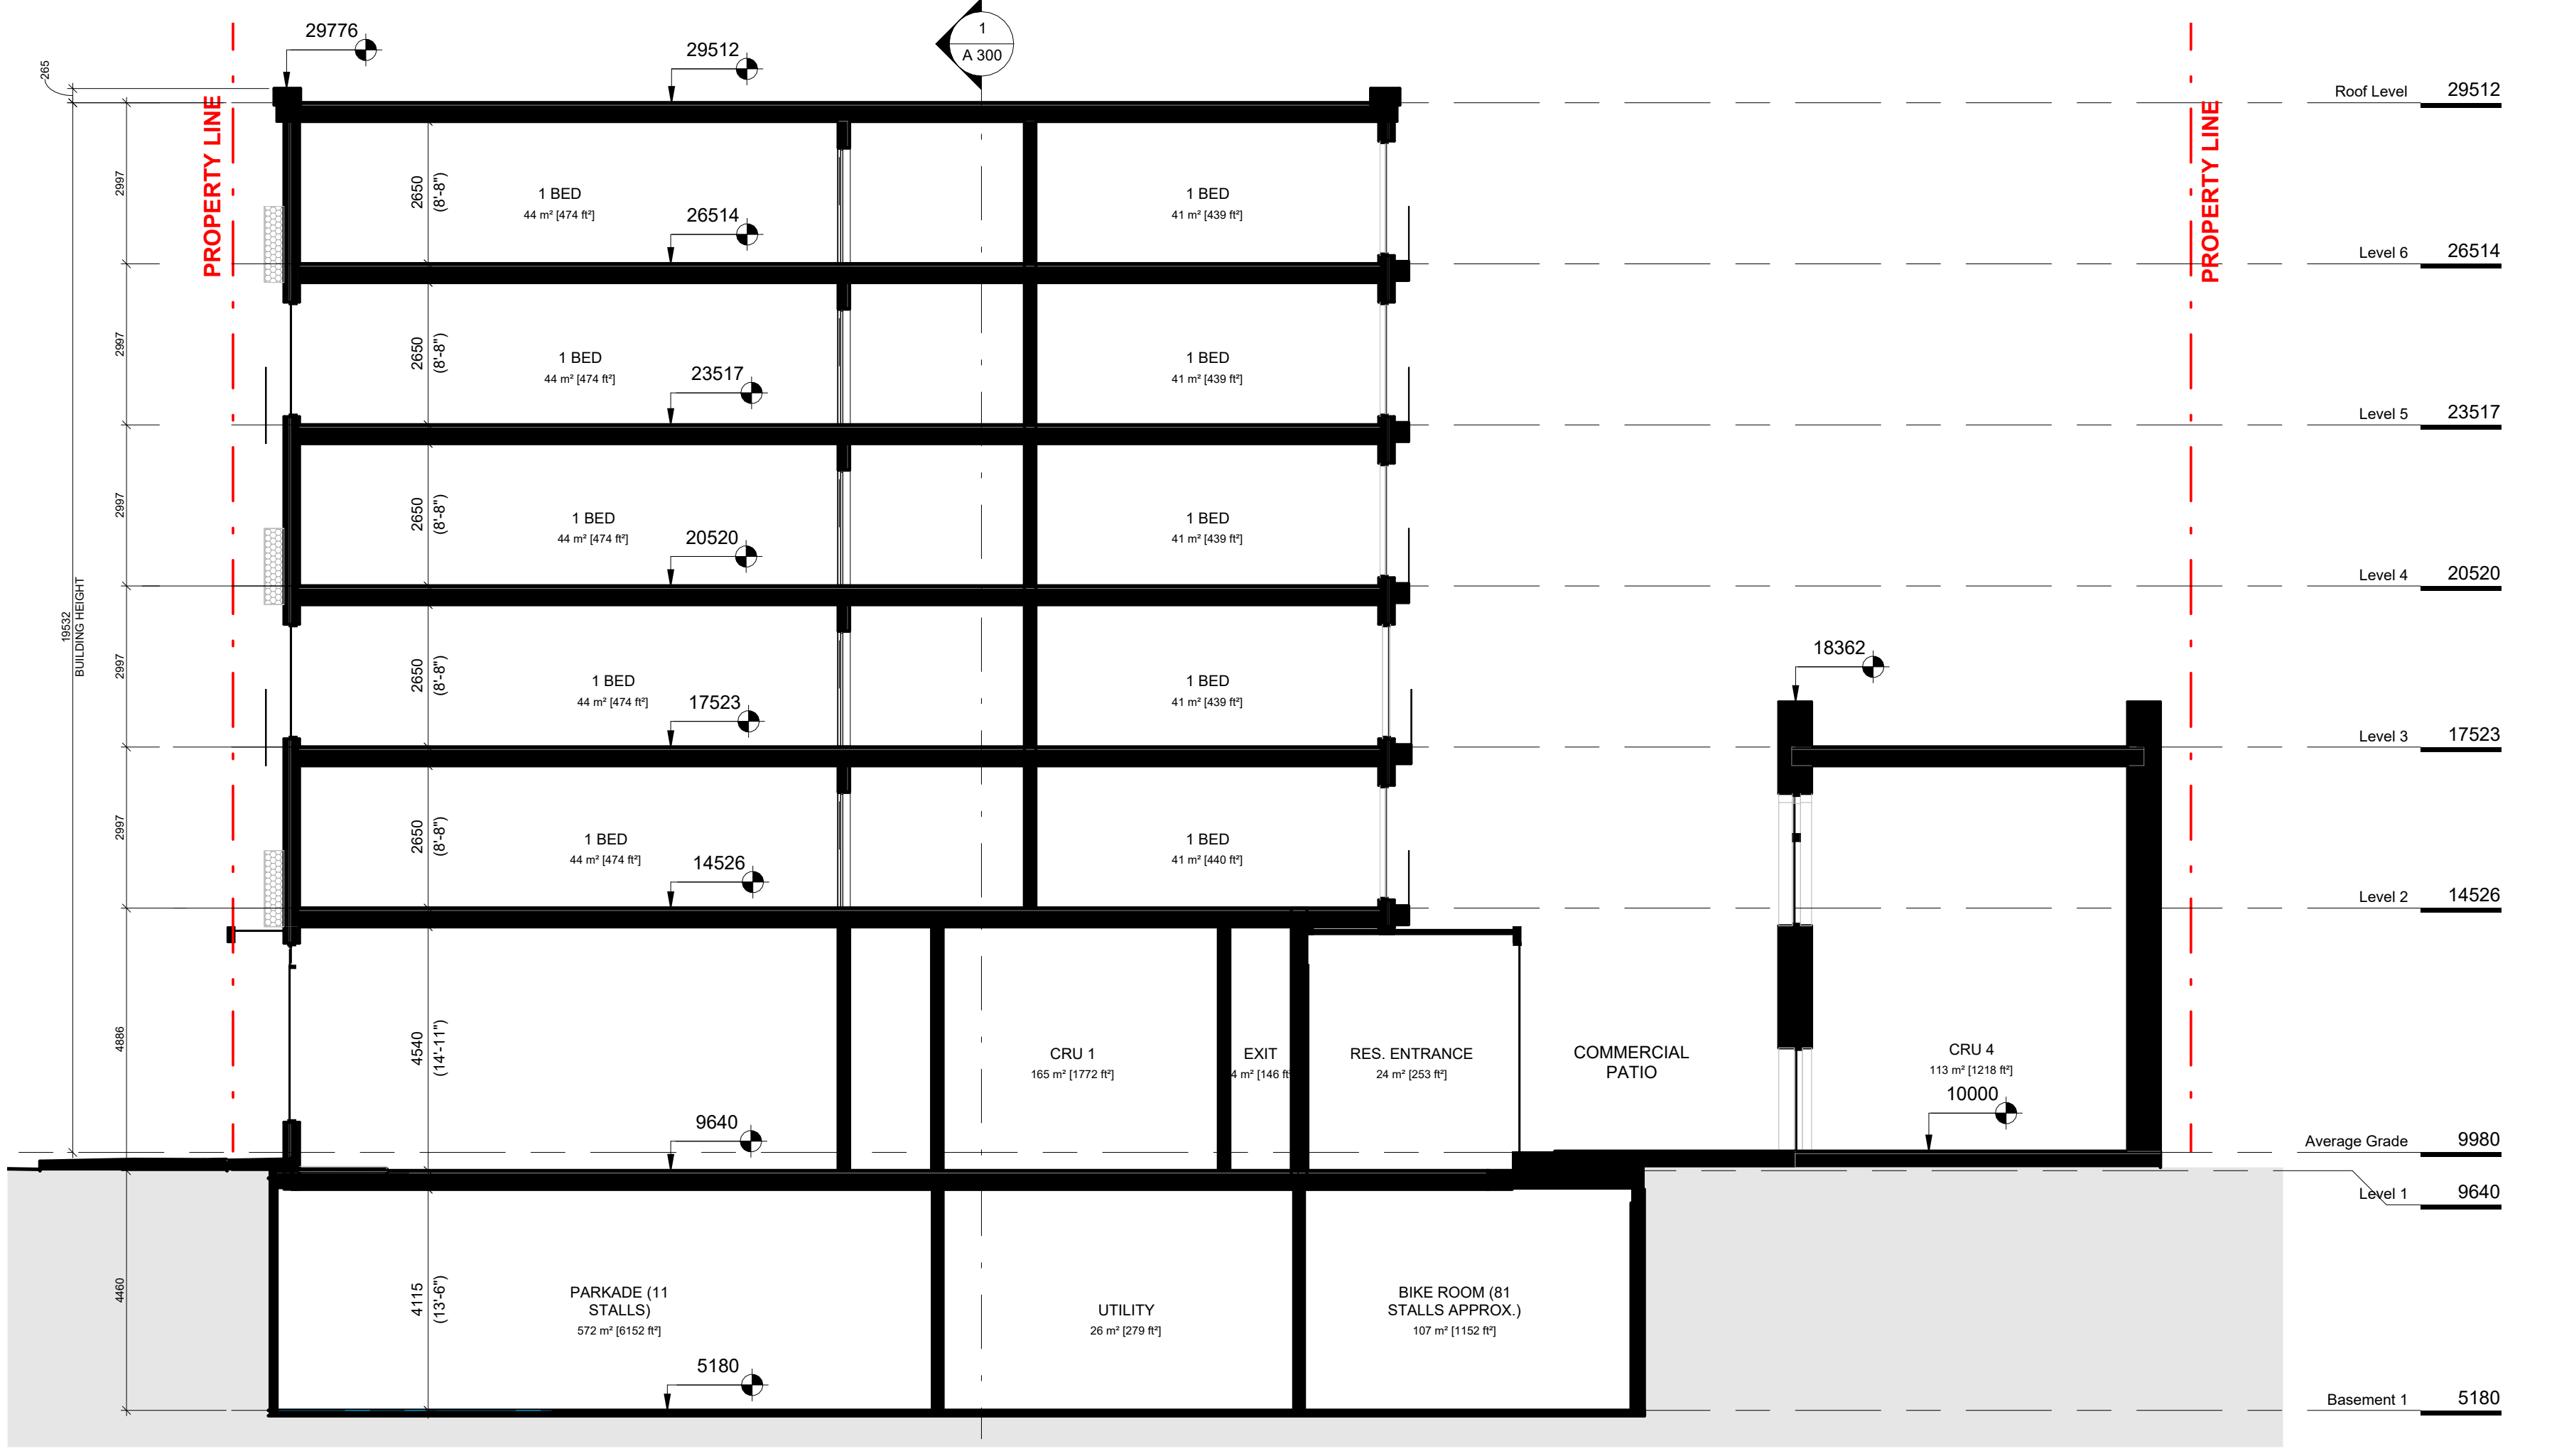 29776
29512
1
A 300
265
Roof Level 29512
PROPERTY LINE
PROPERTY LINE
2997
2650
(8'-8")
1 BED
44 m² [474 ft²]
1 BED
41 m² [439 ft²]
26514
Level 6 26514
2997
2650
(8'-8")
1 BED
44 m² [474 ft²]
1 BED
41 m² [439 ft²]
23517
Level 5 23517
2997
2650
(8'-8")
1 BED
44 m² [474 ft²]
1 BED
41 m² [439 ft²]
20520
Level 4 20520
19532
BUILDING HEIGHT
2997
2650
(8'-8")
1 BED
44 m² [474 ft²]
1 BED
41 m² [439 ft²]
17523
18362
Level 3 17523
2997
2650
(8'-8")
1 BED
44 m² [474 ft²]
1 BED
41 m² [440 ft²]
14526
Level 2 14526
4886
4540
(14'-11")
CRU 1
165 m² [1772 ft²]
EXIT
4 m² [146 ft
RES. ENTRANCE
24 m² [253 ft²]
COMMERCIAL
PATIO
CRU 4
113 m² [1218 ft²]
10000
9640
Average Grade 9980
Level 1 9640
4460
4115
(13'-6")
PARKADE (11
STALLS)
572 m² [6152 ft²]
UTILITY
26 m² [279 ft²]
BIKE ROOM (81
STALLS APPROX.)
107 m² [1152 ft²]
5180
Basement 1 5180